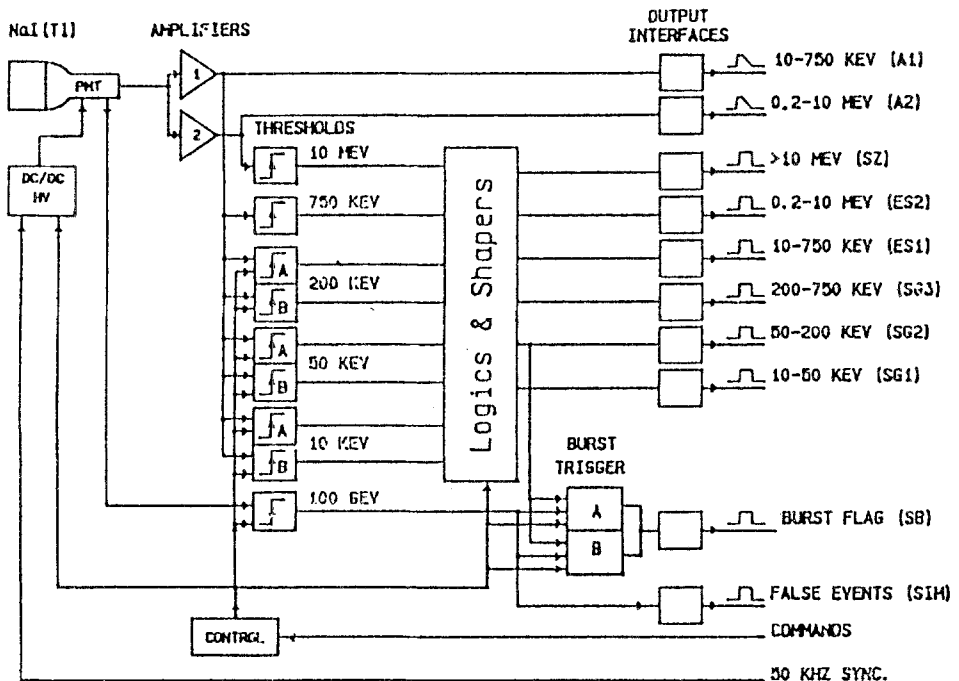 NaI(Tl)
AMPLIFIERS
OUTPUT
INTERFACES
PMT
1
2
DC/DC
HV
THRESHOLDS
10 MEV
750 KEV
A
200 KEV
B
A
50 KEV
B
A
10 KEV
B
100 GEV
Logics & Shapers
BURST
TRIGGER
A
B
CONTROL
10-750 KEV (A1)
0,2-10 MEV (A2)
>10 MEV (SZ)
0,2-10 MEV (ES2)
10-750 KEV (ES1)
200-750 KEV (SG3)
50-200 KEV (SG2)
10-50 KEV (SG1)
BURST FLAG (SB)
FALSE EVENTS (SIM)
COMMANDS
50 KHZ SYNC.